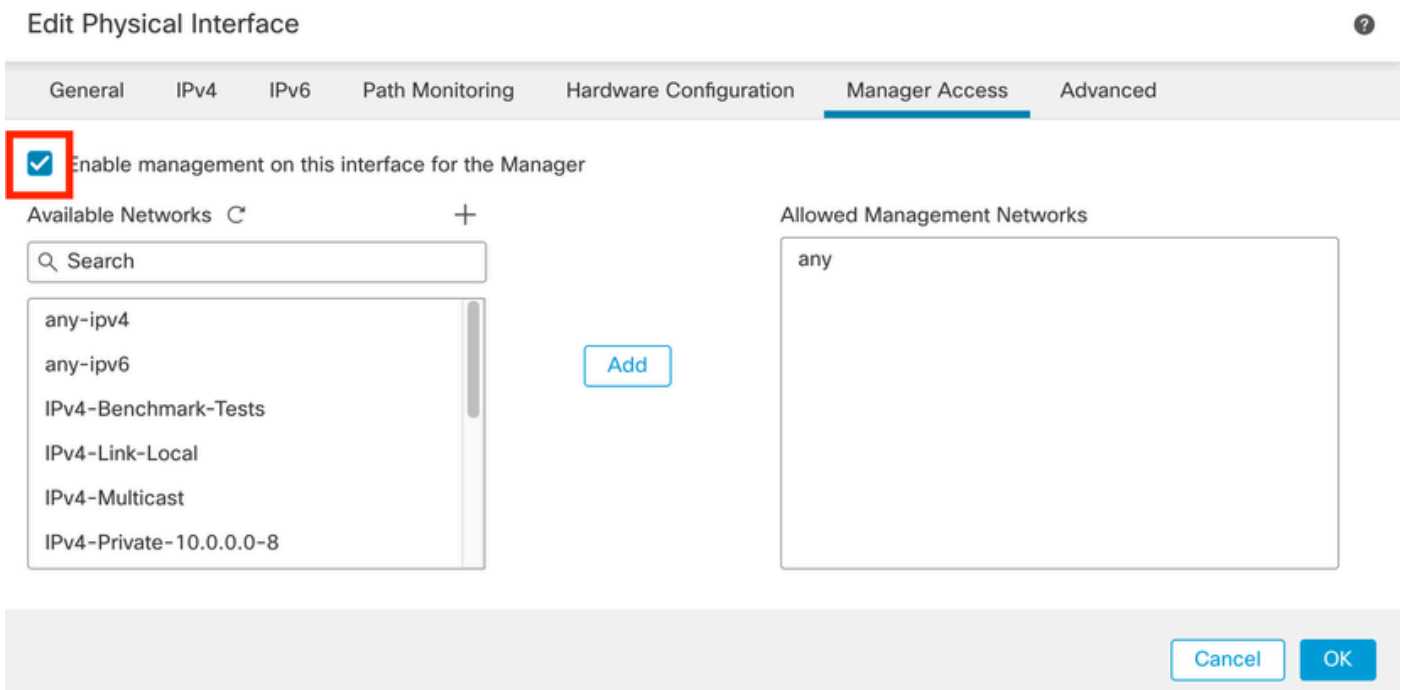 Edit Physical Interface
?
General IPv4 IPv6 Path Monitoring Hardware Configuration Manager Access Advanced
Enable management on this interface for the Manager
Available Networks
+
Search
any-ipv4
any-ipv6
IPv4-Benchmark-Tests
IPv4-Link-Local
IPv4-Multicast
IPv4-Private-10.0.0.0-8
Add
Allowed Management Networks
any
Cancel
OK